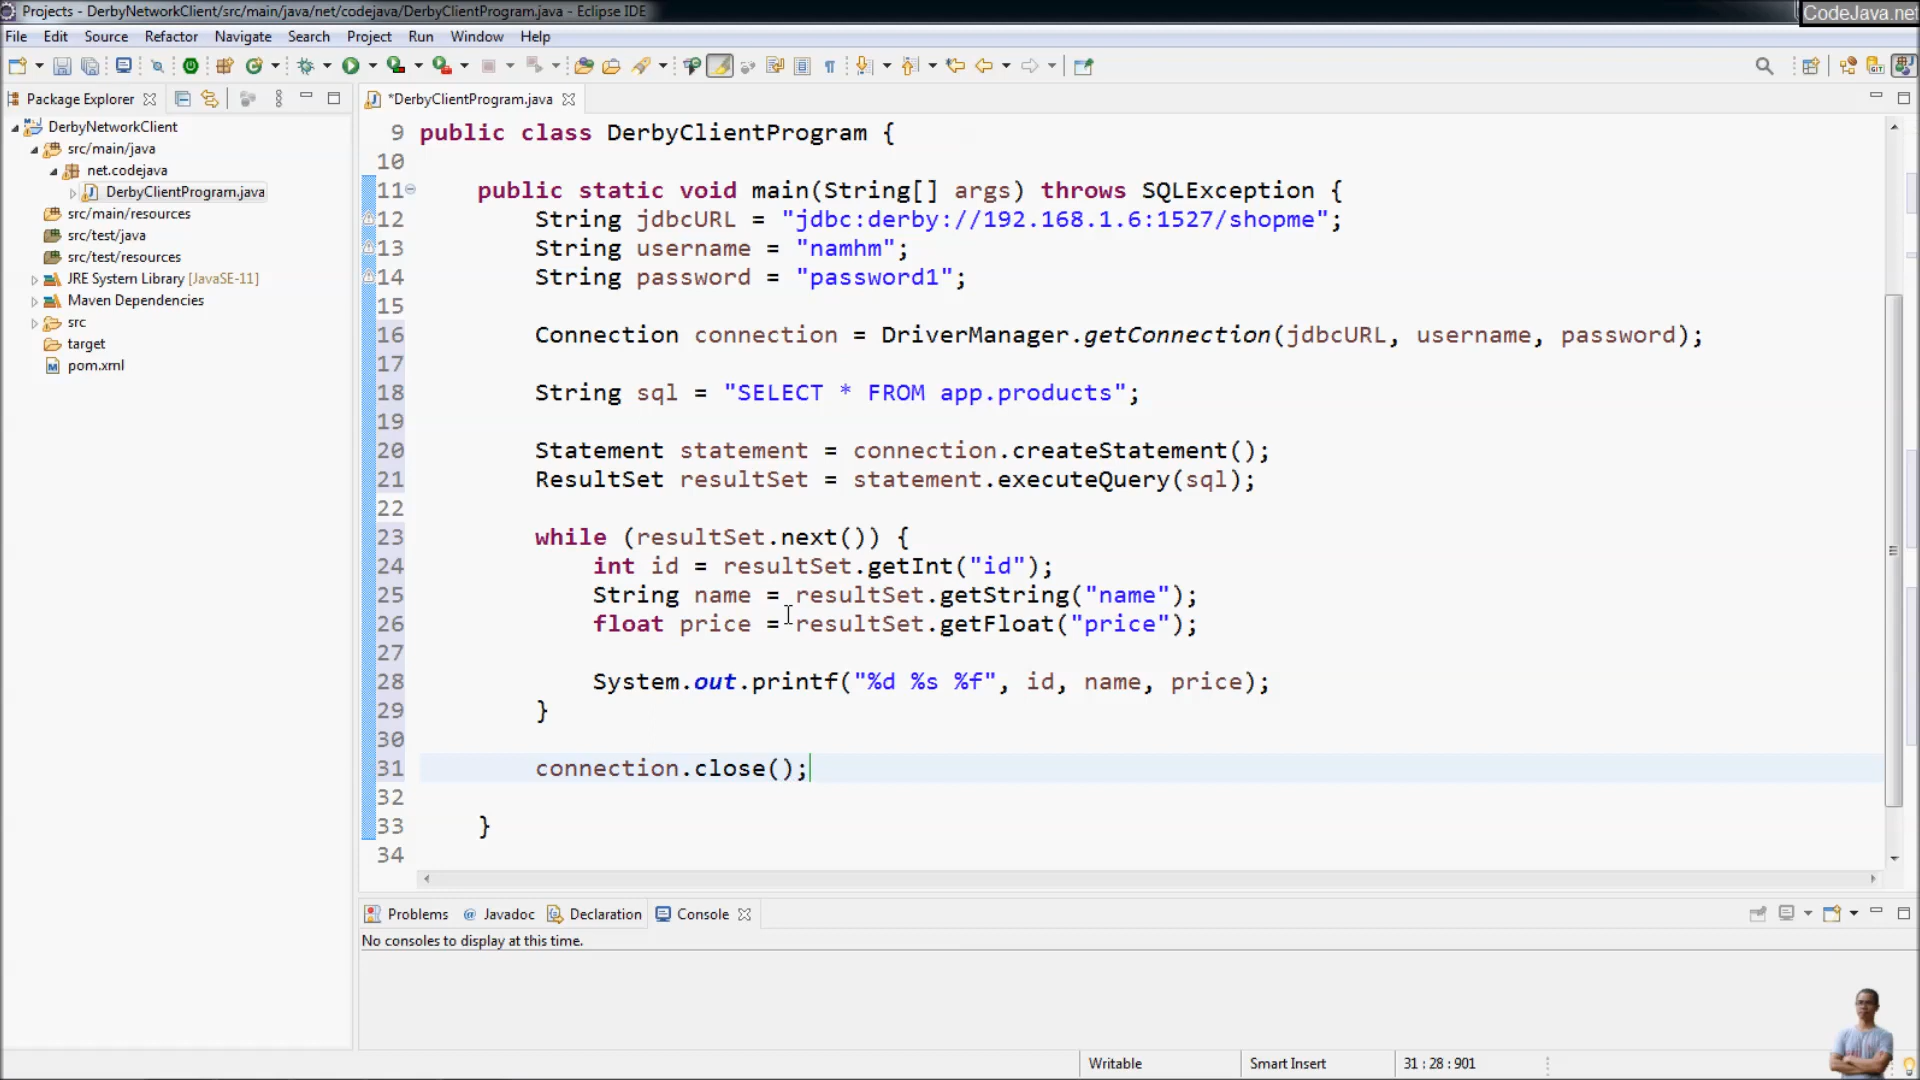 Projects - DerbyNetworkClient/src/main/java/net/codejava/DerbyClientProgram.java - Eclipse IDE
CodeJava.net
File Edit Source Refactor Navigate Search Project Run Window Help
Package Explorer
*DerbyClientProgram.java
DerbyNetworkClient
src/main/java
net.codejava
DerbyClientProgram.java
src/main/resources
src/test/java
src/test/resources
JRE System Library [JavaSE-11]
Maven Dependencies
src
target
pom.xml
9 public class DerbyClientProgram {
10
11 public static void main(String[] args) throws SQLException {
12 String jdbcURL = "jdbc:derby://192.168.1.6:1527/shopme";
13 String username = "namhm";
14 String password = "password1";
15
16 Connection connection = DriverManager.getConnection(jdbcURL, username, password);
17
18 String sql = "SELECT * FROM app.products";
19
20 Statement statement = connection.createStatement();
21 ResultSet resultSet = statement.executeQuery(sql);
22
23 while (resultSet.next()) {
24 int id = resultSet.getInt("id");
25 String name = resultSet.getString("name");
26 float price = resultSet.getFloat("price");
27
28 System.out.printf("%d %s %f", id, name, price);
29 }
30
31 connection.close();
32
33 }
34
Problems @ Javadoc Declaration Console
No consoles to display at this time.
Writable Smart Insert 31 : 28 : 901